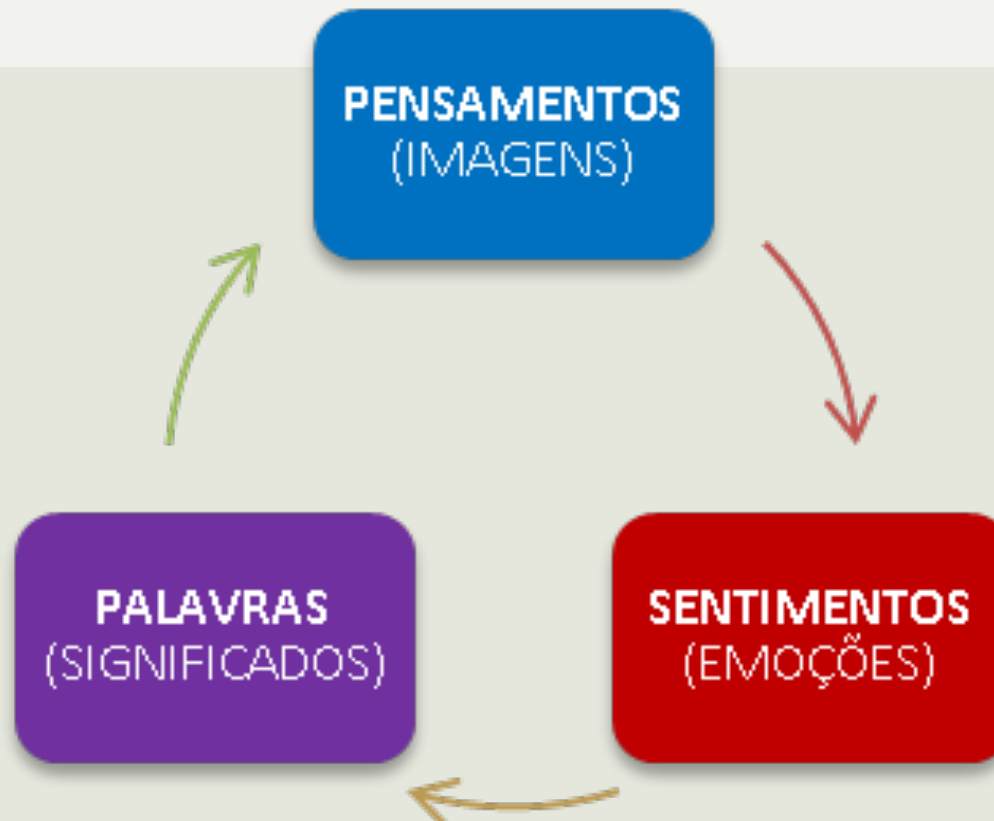 PENSAMENTOS
(IMAGENS)
PALAVRAS
(SIGNIFICADOS)
SENTIMENTOS
(EMOÇÕES)